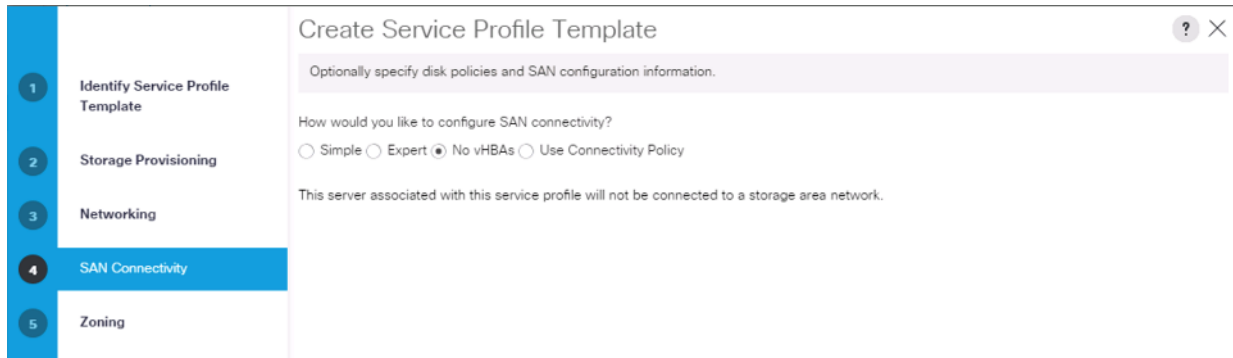 Create Service Profile Template
? ×
Optionally specify disk policies and SAN configuration information.
1 Identify Service Profile
Template
How would you like to configure SAN connectivity?
Simple Expert No vHBAs Use Connectivity Policy
2 Storage Provisioning
This server associated with this service profile will not be connected to a storage area network.
3 Networking
4 SAN Connectivity
5 Zoning